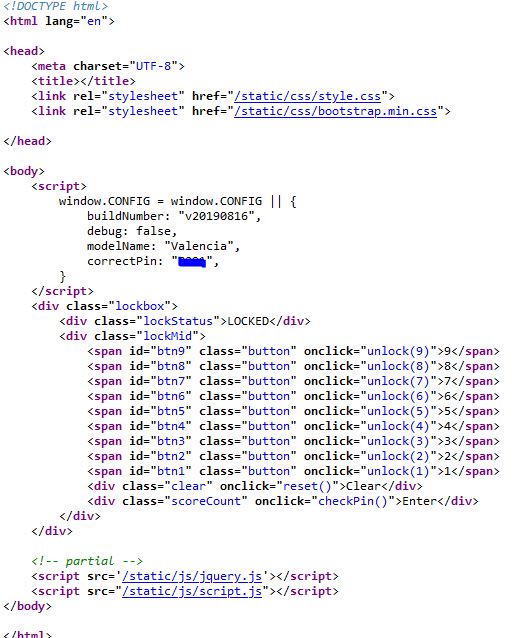 <!DOCTYPE html>
<html lang="en">
<head>
<meta charset="UTF-8">
<title></title>
<link rel="stylesheet" href="/static/css/style.css">
<link rel="stylesheet" href="/static/css/bootstrap.min.css">
</head>
<body>
<script>
window.CONFIG = window.CONFIG || {
buildNumber: "v20190816",
debug: false,
modelName: "Valencia",
correctPin: "",
}
</script>
<div class="lockbox">
<div class="lockStatus">LOCKED</div>
<div class="lockMid">
<span id="btn9" class="button" onclick="unlock(9)">9</span>
<span id="btn8" class="button" onclick="unlock(8)">8</span>
<span id="btn7" class="button" onclick="unlock(7)">7</span>
<span id="btn6" class="button" onclick="unlock(6)">6</span>
<span id="btn5" class="button" onclick="unlock(5)">5</span>
<span id="btn4" class="button" onclick="unlock(4)">4</span>
<span id="btn3" class="button" onclick="unlock(3)">3</span>
<span id="btn2" class="button" onclick="unlock(2)">2</span>
<span id="btn1" class="button" onclick="unlock(1)">1</span>
<div class="clear" onclick="reset()">Clear</div>
<div class="scoreCount" onclick="checkPin()">Enter</div>
</div>
</div>
<!-- partial -->
<script src='/static/js/jquery.js'></script>
<script src="/static/js/script.js"></script>
</body>
</html>